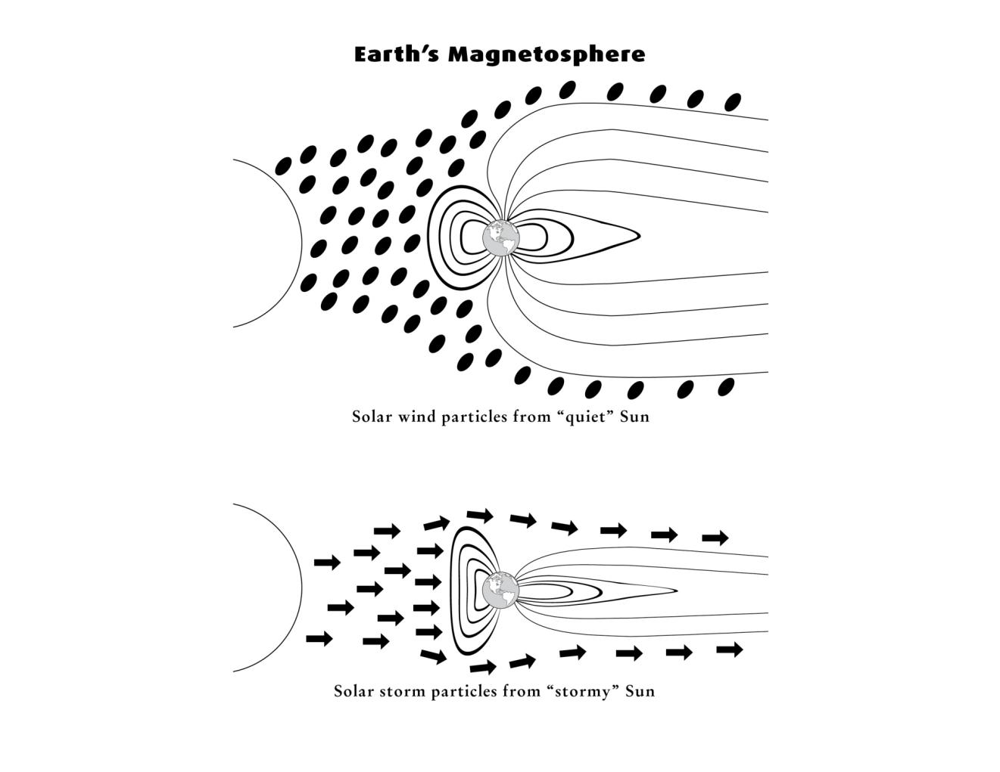 Earth’s Magnetosphere
Solar wind particles from “quiet” Sun
Solar storm particles from “stormy” Sun